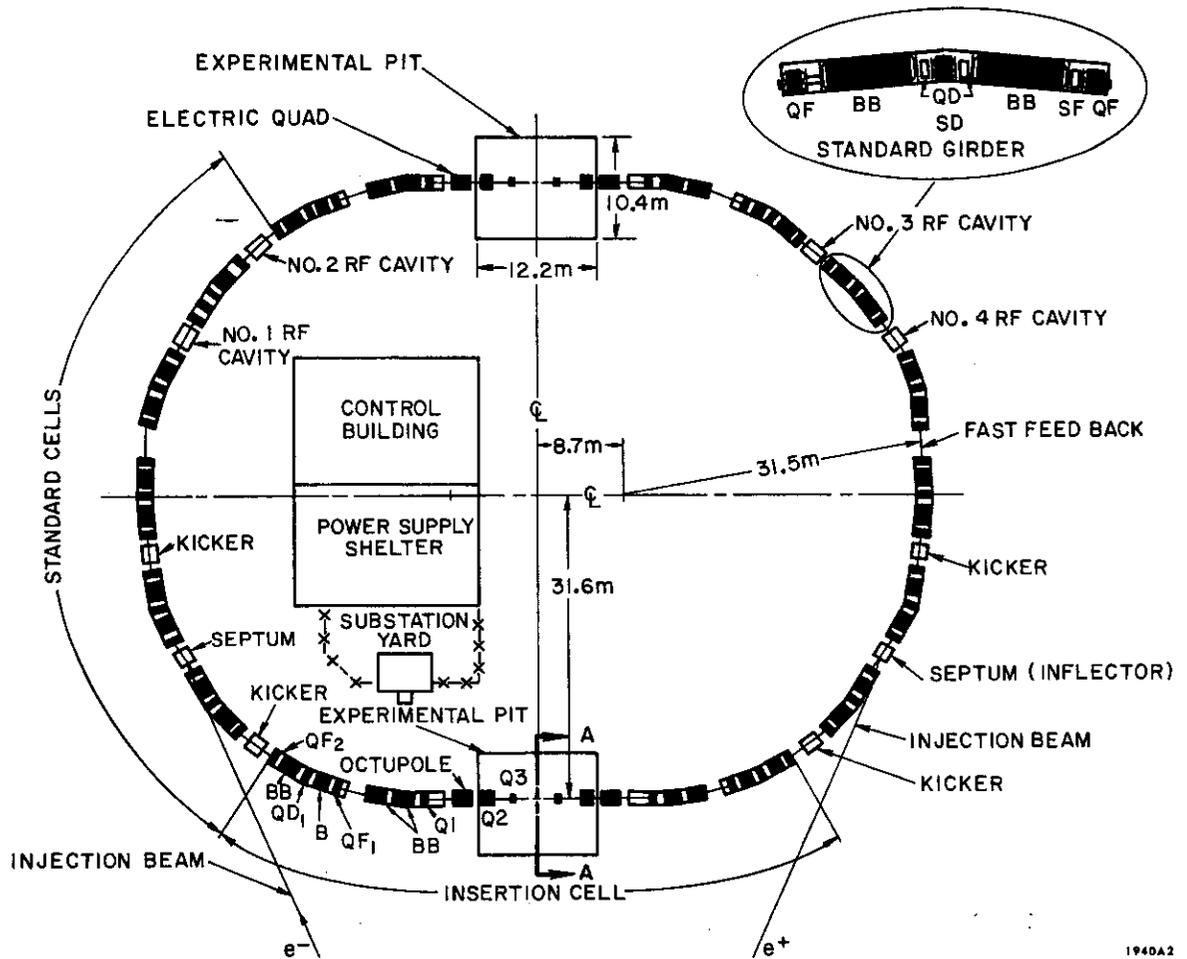 EXPERIMENTAL PIT
ELECTRIC QUAD
QF BB QD BB SF QF
SD
STANDARD GIRDER
10.4m
12.2m
NO. 3 RF CAVITY
NO. 2 RF CAVITY
NO. 4 RF CAVITY
NO. 1 RF
CAVITY
STANDARD CELLS
CONTROL
BUILDING
℄
8.7m
FAST FEED BACK
31.5m
℄
POWER SUPPLY
SHELTER
KICKER
KICKER
31.6m
SUBSTATION
YARD
SEPTUM
SEPTUM (INFLECTOR)
KICKER
EXPERIMENTAL PIT
A
INJECTION BEAM
QF2
OCTUPOLE
Q3
KICKER
BB
QD1
B
QF1
BB
Q1
Q2
INJECTION BEAM
A
INSERTION CELL
e-
e+
1940A2